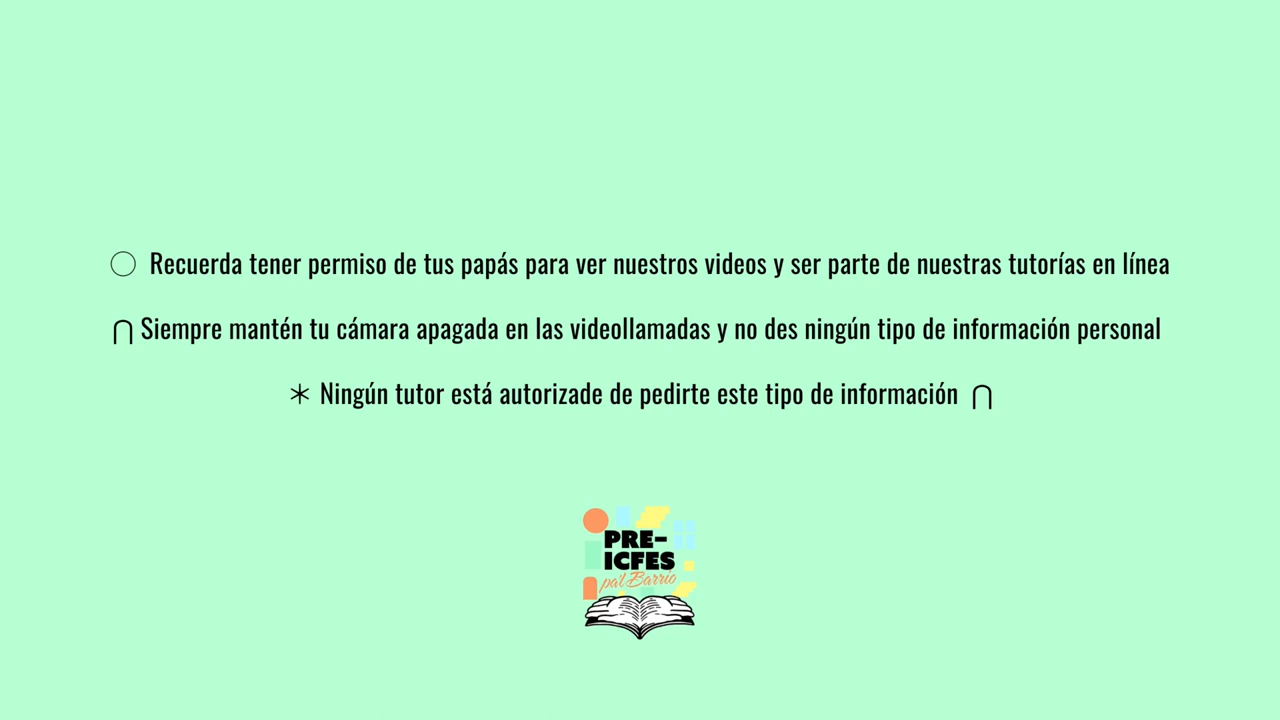 ◯ Recuerda tener permiso de tus papás para ver nuestros videos y ser parte de nuestras tutorías en línea
⋂ Siempre mantén tu cámara apagada en las videollamadas y no des ningún tipo de información personal
＊ Ningún tutor está autorizade de pedirte este tipo de información ⋂
PRE-
ICFES
pa'l Barrio